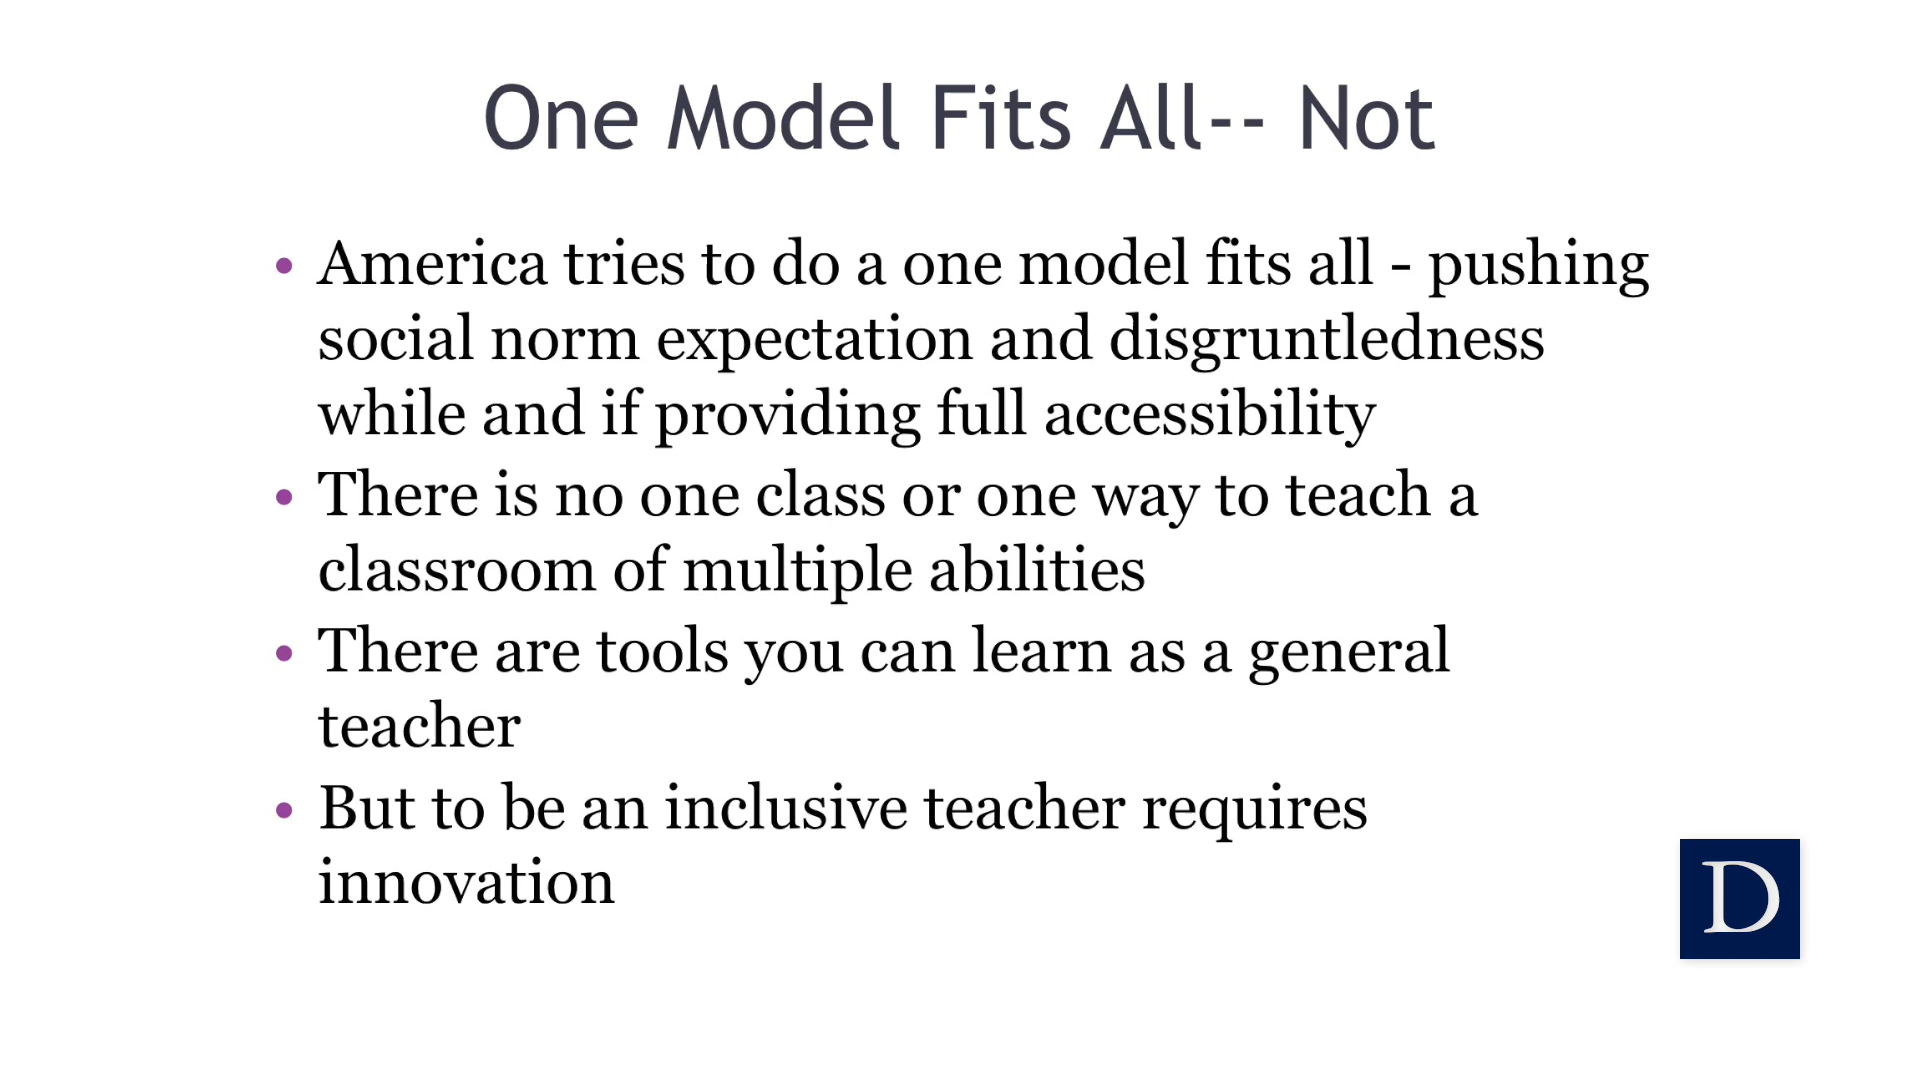 One Model Fits All-- Not
• America tries to do a one model fits all - pushing
social norm expectation and disgruntledness
while and if providing full accessibility
• There is no one class or one way to teach a
classroom of multiple abilities
• There are tools you can learn as a general
teacher
• But to be an inclusive teacher requires
innovation
D